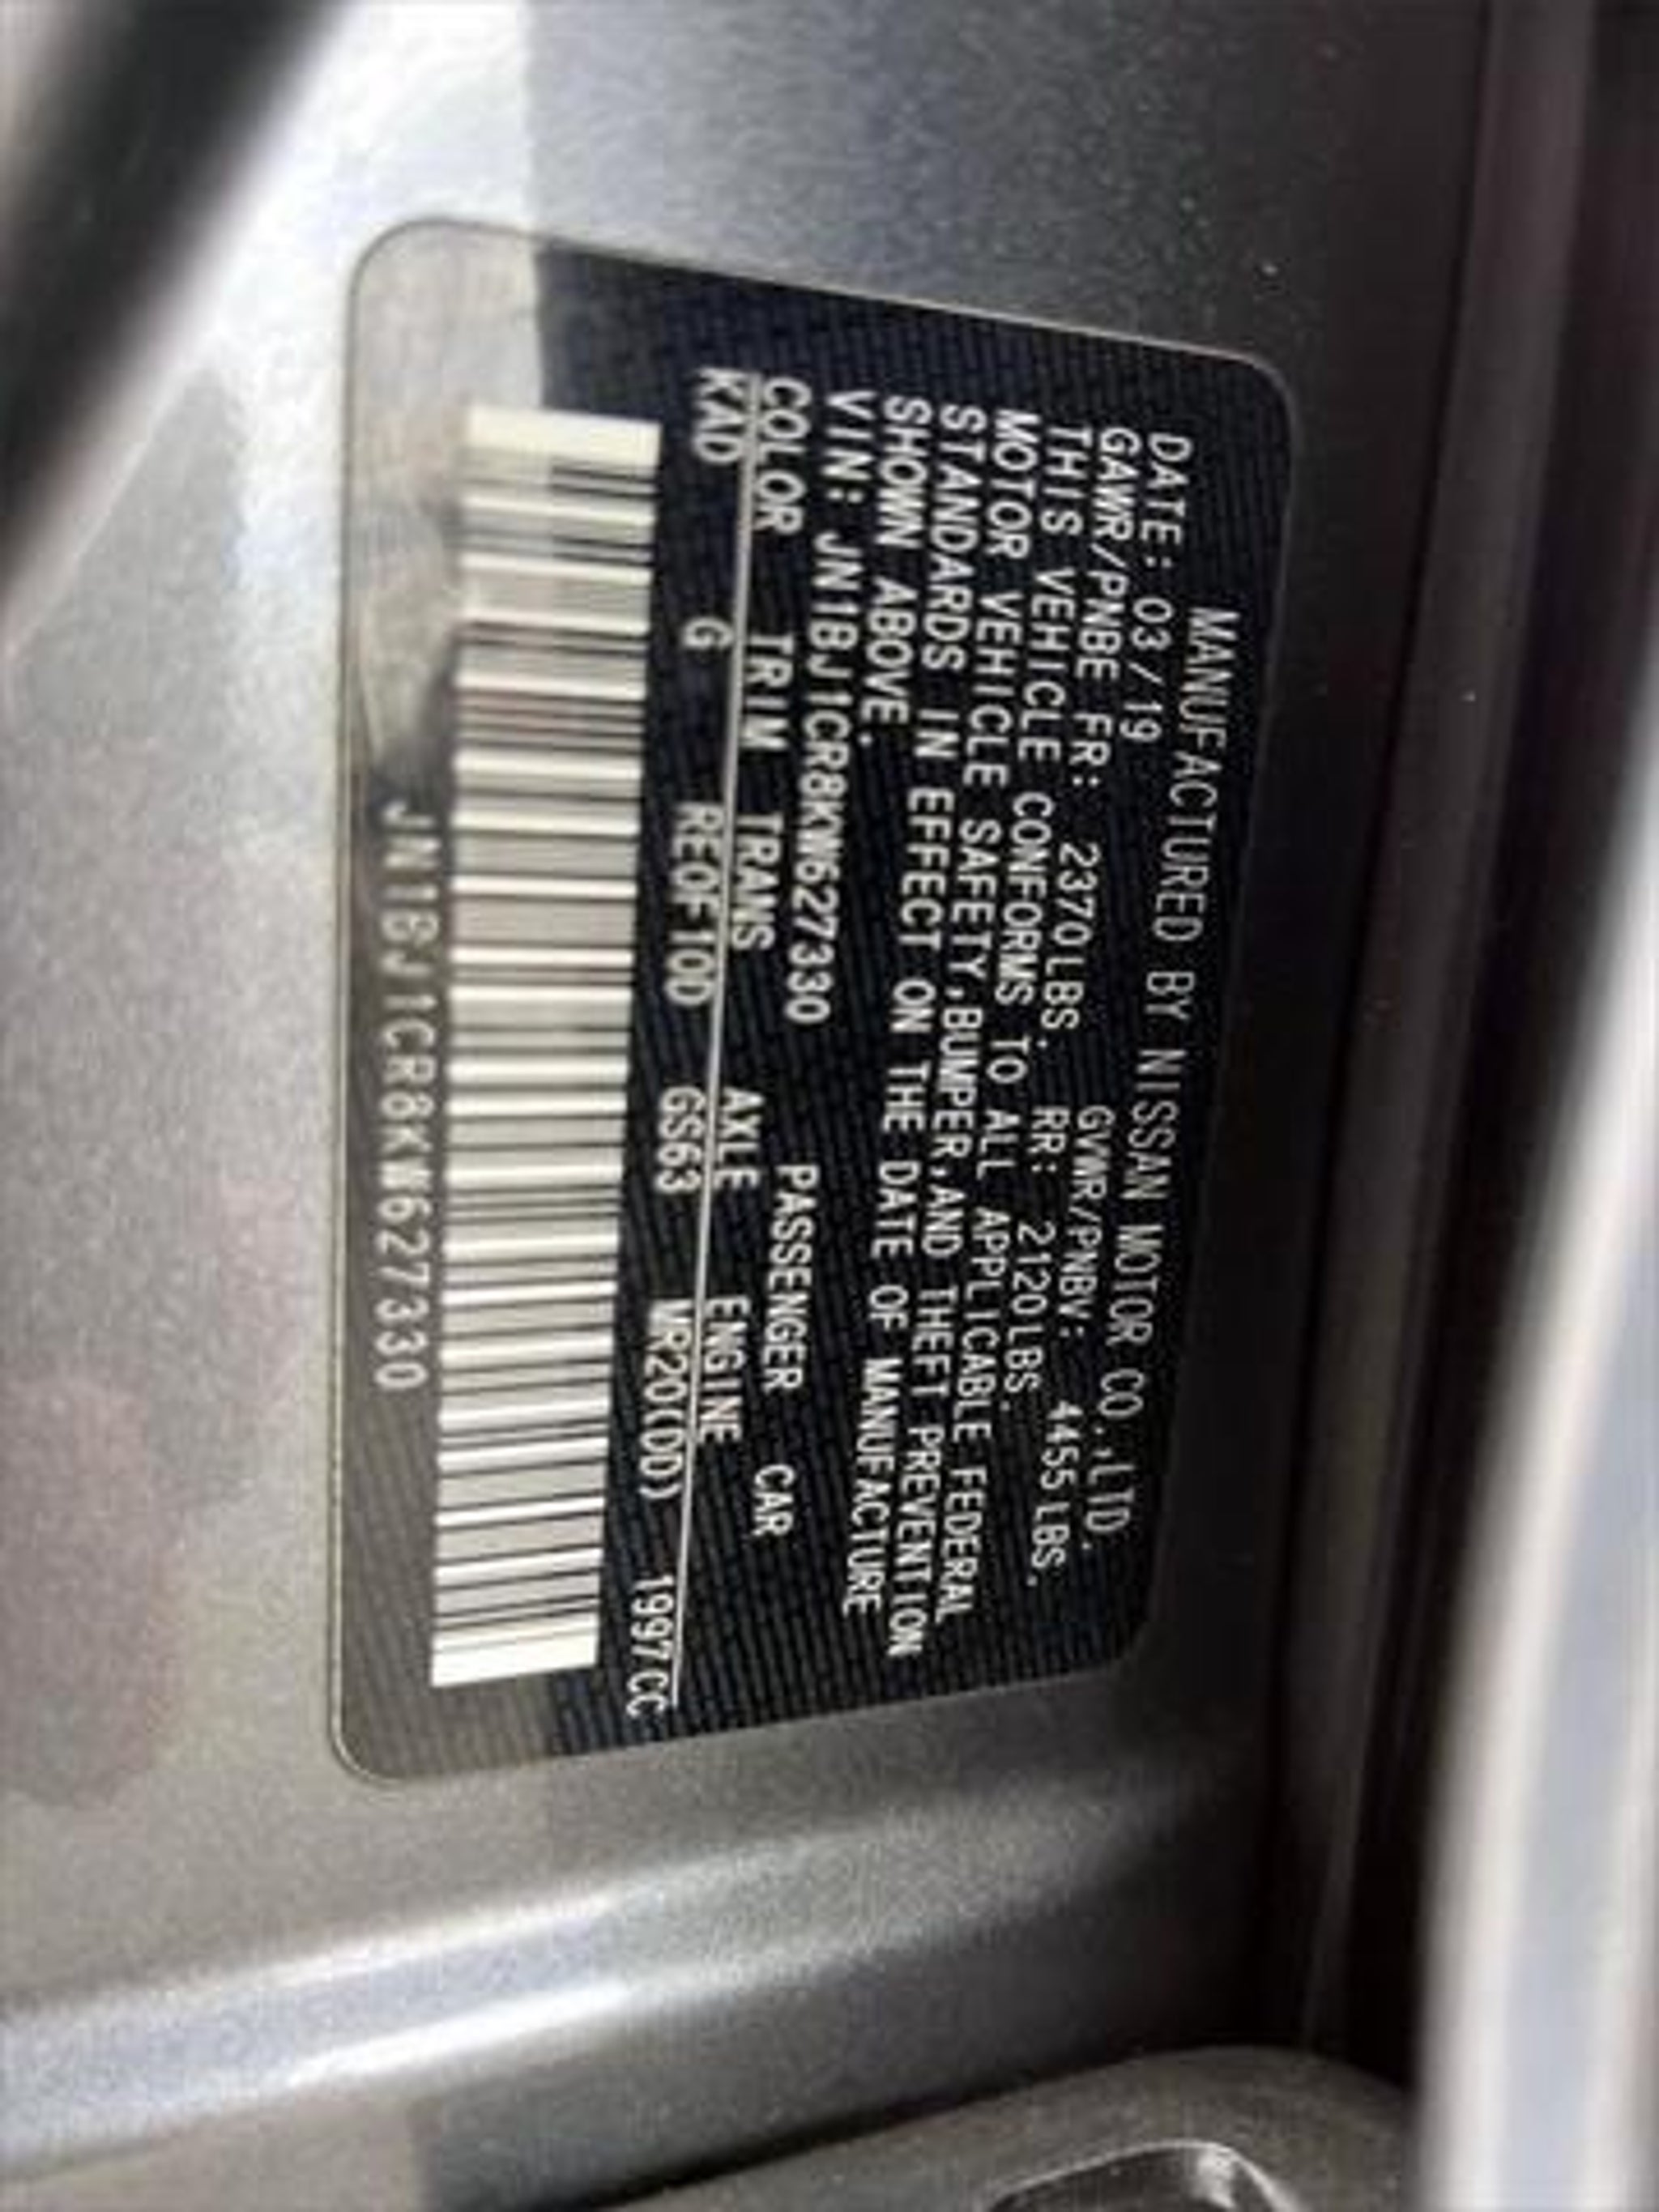 MANUFACTURED BY NISSAN MOTOR CO.,LTD.
DATE: 03/19 GVWR/PNBV: 4455LBS.
GAWR/PNBE FR: 2370LBS. RR: 2120LBS.
THIS VEHICLE CONFORMS TO ALL APPLICABLE FEDERAL
MOTOR VEHICLE SAFETY,BUMPER,AND THEFT PREVENTION
STANDARDS IN EFFECT ON THE DATE OF MANUFACTURE
SHOWN ABOVE.
VIN: JN1BJ1CR8KW627330 PASSENGER CAR
COLOR TRIM TRANS AXLE ENGINE
KAD G RE0F10D GS63 MR20(DD) 1997CC
JN1BJ1CR8KW627330